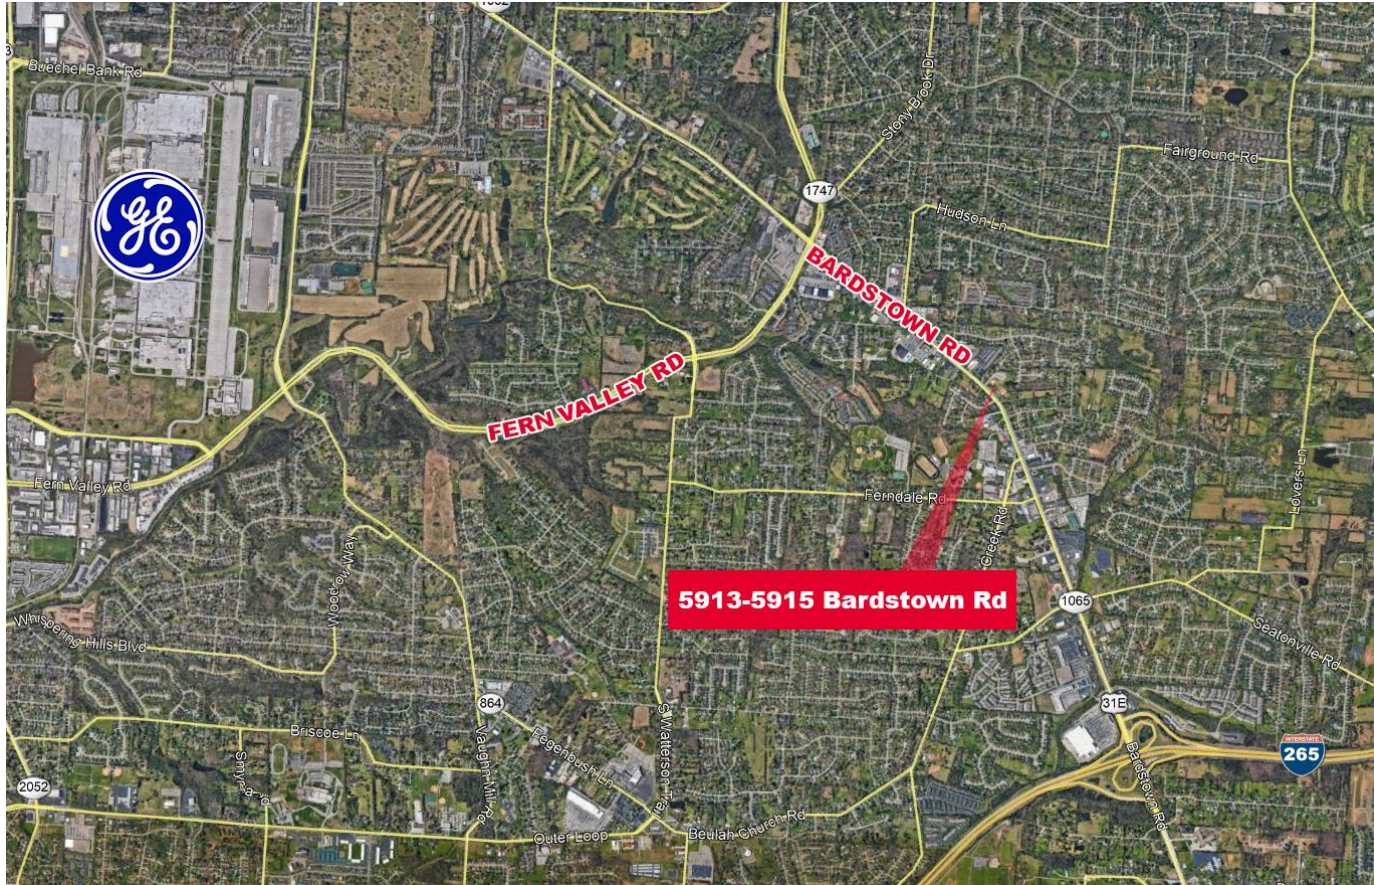 Buechel Bank Rd
GE
Stony Brook Dr
Fairground Rd
1747
Hudson Ln
BARDSTOWN RD
FERN VALLEY RD
Fern Valley Rd
Ferndale Rd
Lovers Ln
Creek Rd
5913-5915 Bardstown Rd
1065
Whispering Hills Blvd
Seatonville Rd
864
31E
Briscoe Ln
Fegenbush Ln
S Watterson Trail
Vaughn Mill Rd
Bardstown Rd
INTERSTATE
265
2052
Outer Loop
Beulah Church Rd